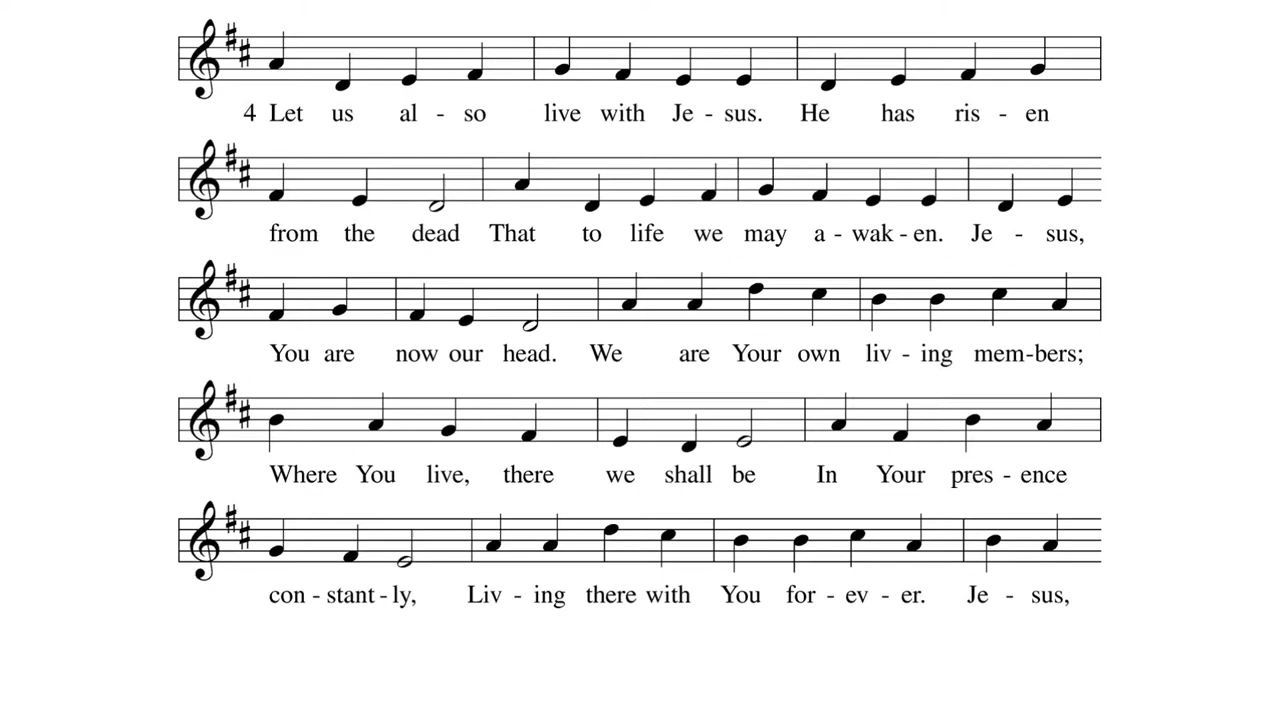 4 Let us al - so live with Je - sus. He has ris - en
from the dead That to life we may a - wak - en. Je - sus,
You are now our head. We are Your own liv - ing mem - bers;
Where You live, there we shall be In Your pres - ence
con - stant - ly, Liv - ing there with You for - ev - er. Je - sus,